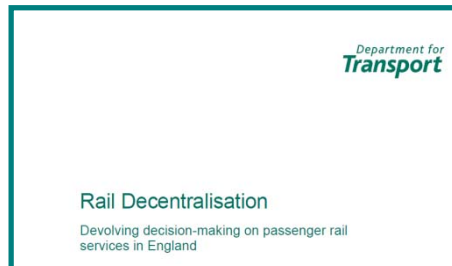 Department for
Transport
Rail Decentralisation
Devolving decision-making on passenger rail
services in England